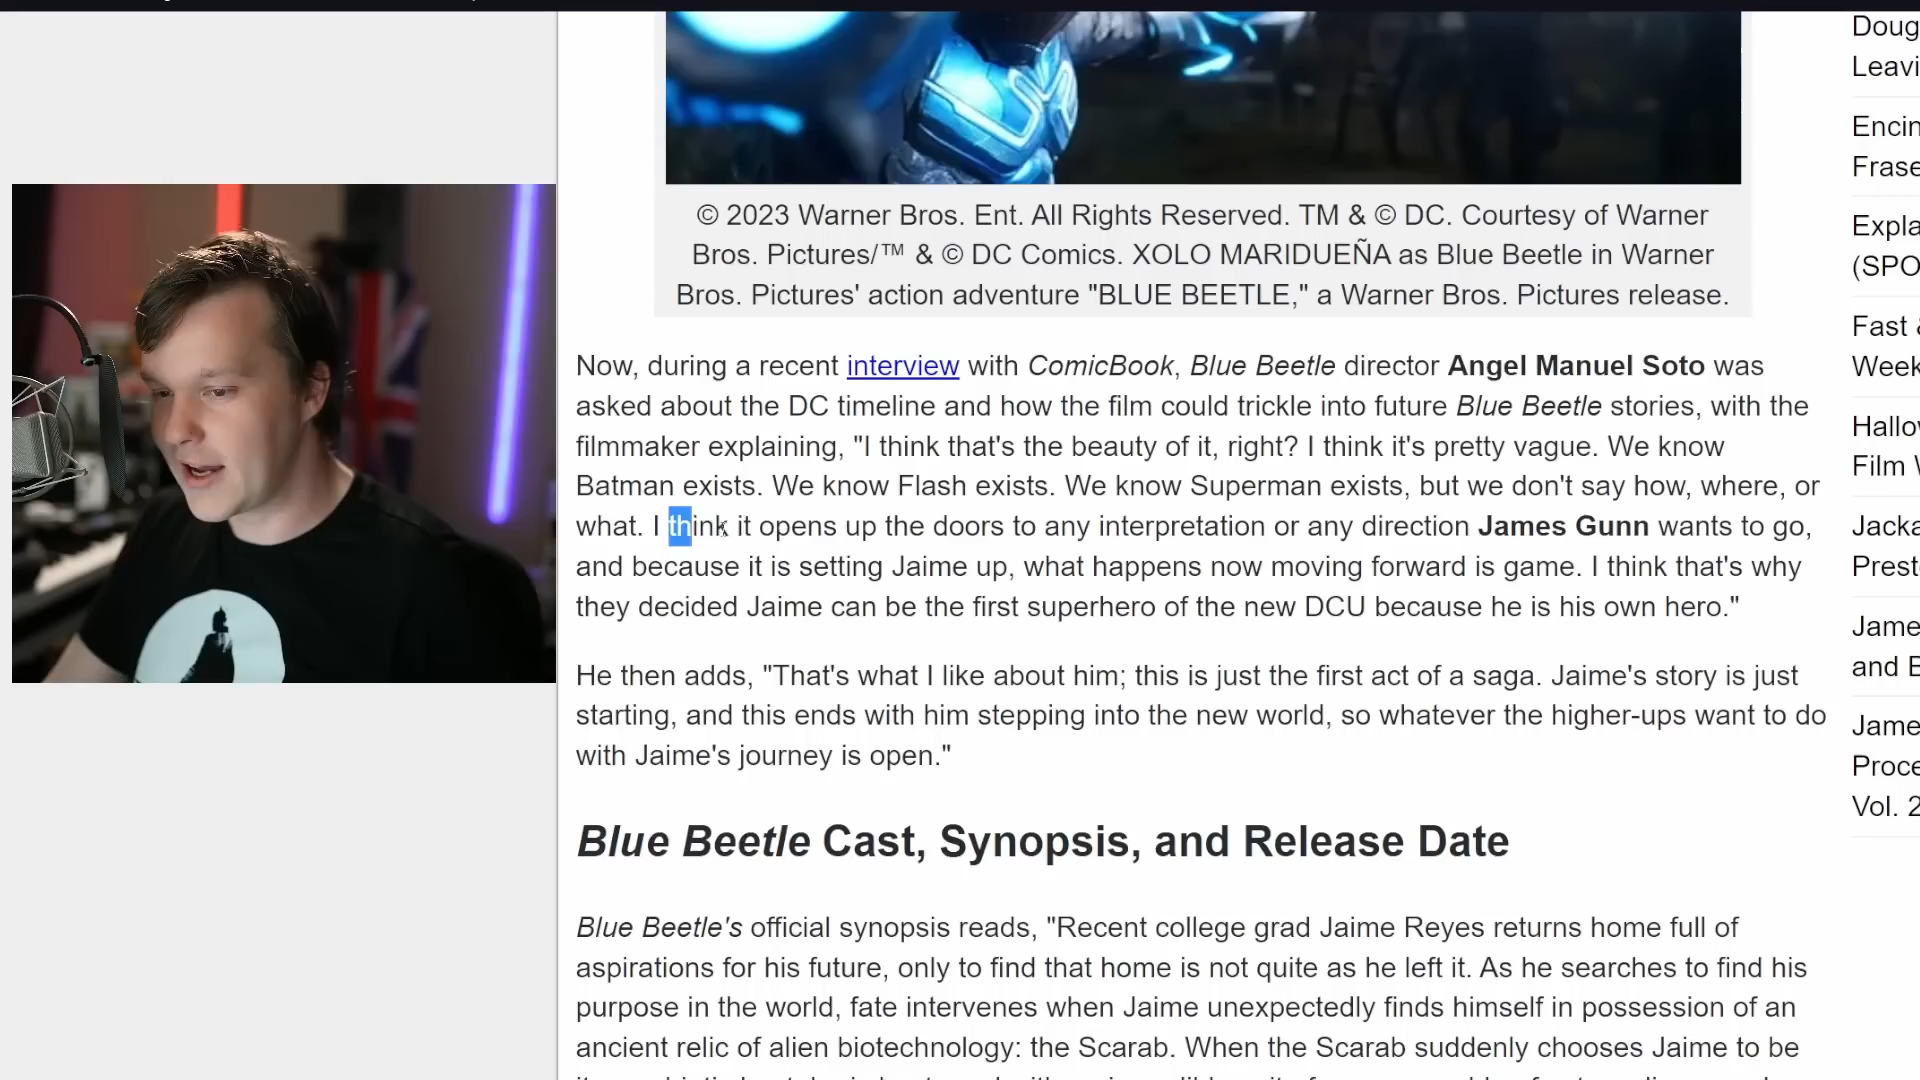 © 2023 Warner Bros. Ent. All Rights Reserved. TM & © DC. Courtesy of Warner
Bros. Pictures/™ & © DC Comics. XOLO MARIDUEÑA as Blue Beetle in Warner
Bros. Pictures' action adventure "BLUE BEETLE," a Warner Bros. Pictures release.
Now, during a recent interview with ComicBook, Blue Beetle director Angel Manuel Soto was
asked about the DC timeline and how the film could trickle into future Blue Beetle stories, with the
filmmaker explaining, "I think that's the beauty of it, right? I think it's pretty vague. We know
Batman exists. We know Flash exists. We know Superman exists, but we don't say how, where, or
what. I think it opens up the doors to any interpretation or any direction James Gunn wants to go,
and because it is setting Jaime up, what happens now moving forward is game. I think that's why
they decided Jaime can be the first superhero of the new DCU because he is his own hero."
He then adds, "That's what I like about him; this is just the first act of a saga. Jaime's story is just
starting, and this ends with him stepping into the new world, so whatever the higher-ups want to do
with Jaime's journey is open."
Blue Beetle Cast, Synopsis, and Release Date
Blue Beetle's official synopsis reads, "Recent college grad Jaime Reyes returns home full of
aspirations for his future, only to find that home is not quite as he left it. As he searches to find his
purpose in the world, fate intervenes when Jaime unexpectedly finds himself in possession of an
ancient relic of alien biotechnology: the Scarab. When the Scarab suddenly chooses Jaime to be
Doug
Leavi
Encin
Frase
Expla
(SPO
Fast &
Week
Hallo
Film
Jacka
Prest
Jame
and E
Jame
Proce
Vol. 2